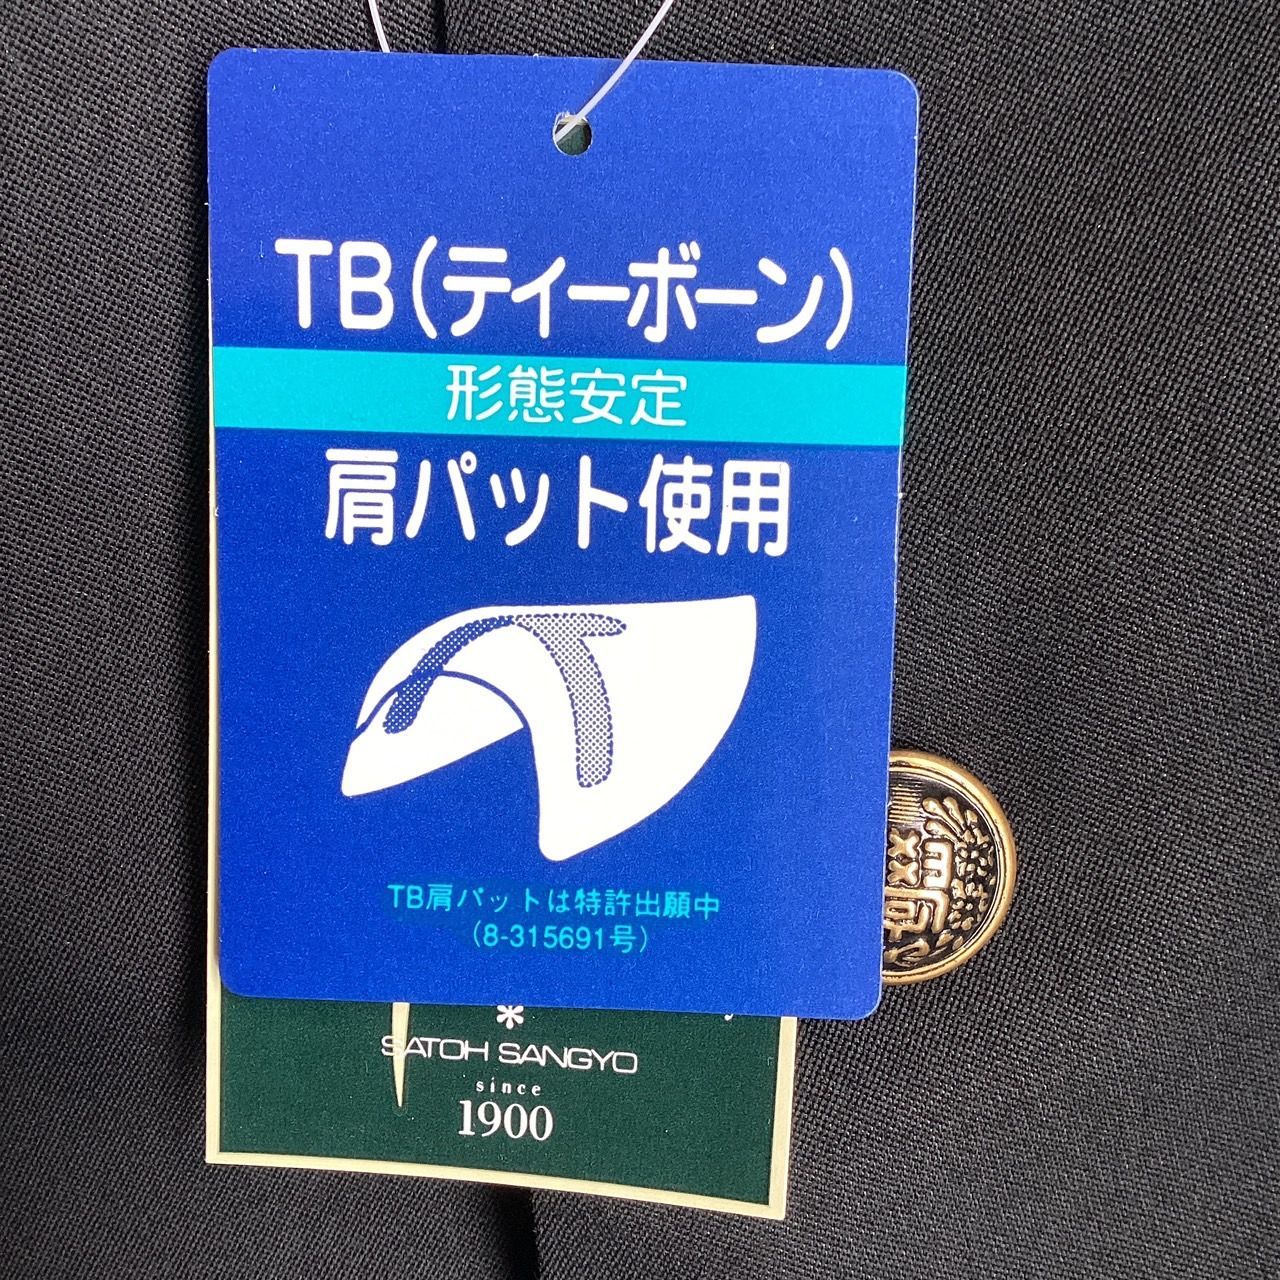 TB(ティーボーン)
形態安定
肩パット使用
TB肩パットは特許出願中
(8-315691号)
SATOH SANGYO
since
1900